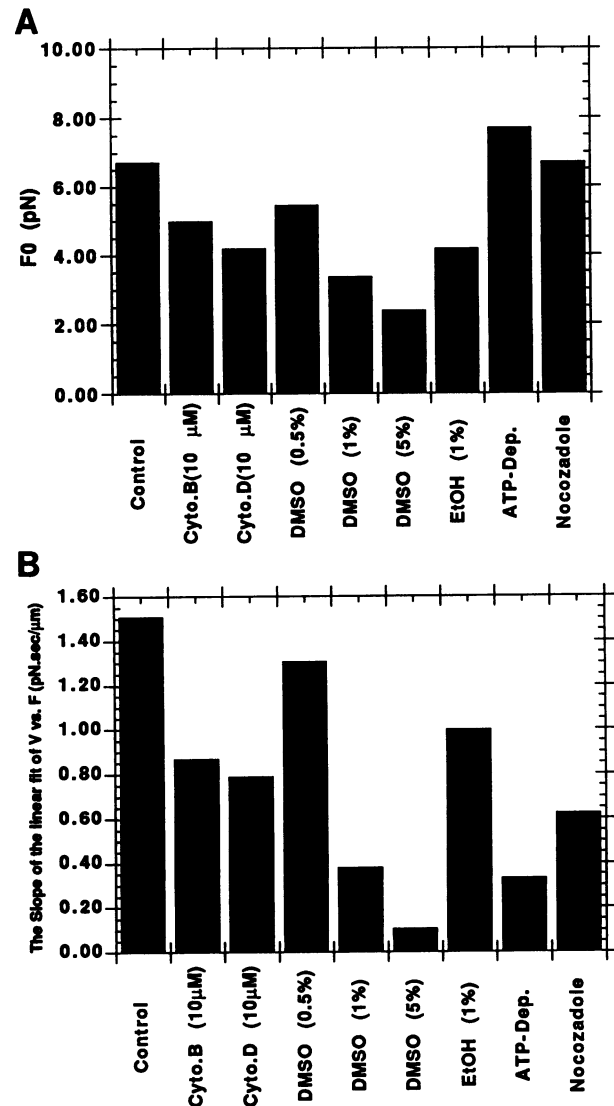 A
10.00
8.00
6.00
4.00
2.00
0.00
F0 (pN)
Control
Cyto.B(10 μM)
Cyto.D(10 μM)
DMSO (0.5%)
DMSO (1%)
DMSO (5%)
EtOH (1%)
ATP-Dep.
Nocozadole
B
1.60
1.40
1.20
1.00
0.80
0.60
0.40
0.20
0.00
The Slope of the linear fit of V vs. F (pN.sec/μm)
Control
Cyto.B (10μM)
Cyto.D (10μM)
DMSO (0.5%)
DMSO (1%)
DMSO (5%)
EtOH (1%)
ATP-Dep.
Nocozadole